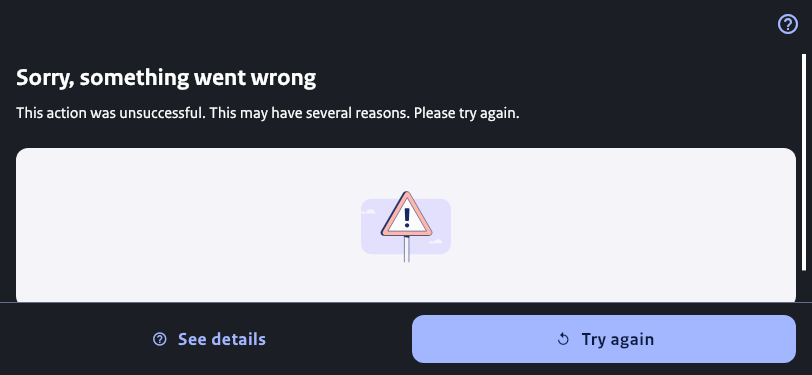 Sorry, something went wrong
This action was unsuccessful. This may have several reasons. Please try again.
See details
Try again